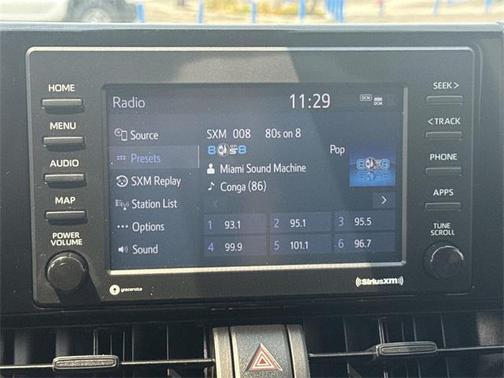 HOME
MENU
AUDIO
MAP
POWER
VOLUME
SEEK >
< TRACK
PHONE
APPS
TUNE
SCROLL
Radio
11:29
DCM
Source
Presets
SXM Replay
Station List
Options
Sound
SXM 008 80s on 8
Pop
Miami Sound Machine
Conga (86)
1 93.1
2 95.1
3 95.5
4 99.9
5 101.1
6 96.7
gracenote
((SiriusXM))